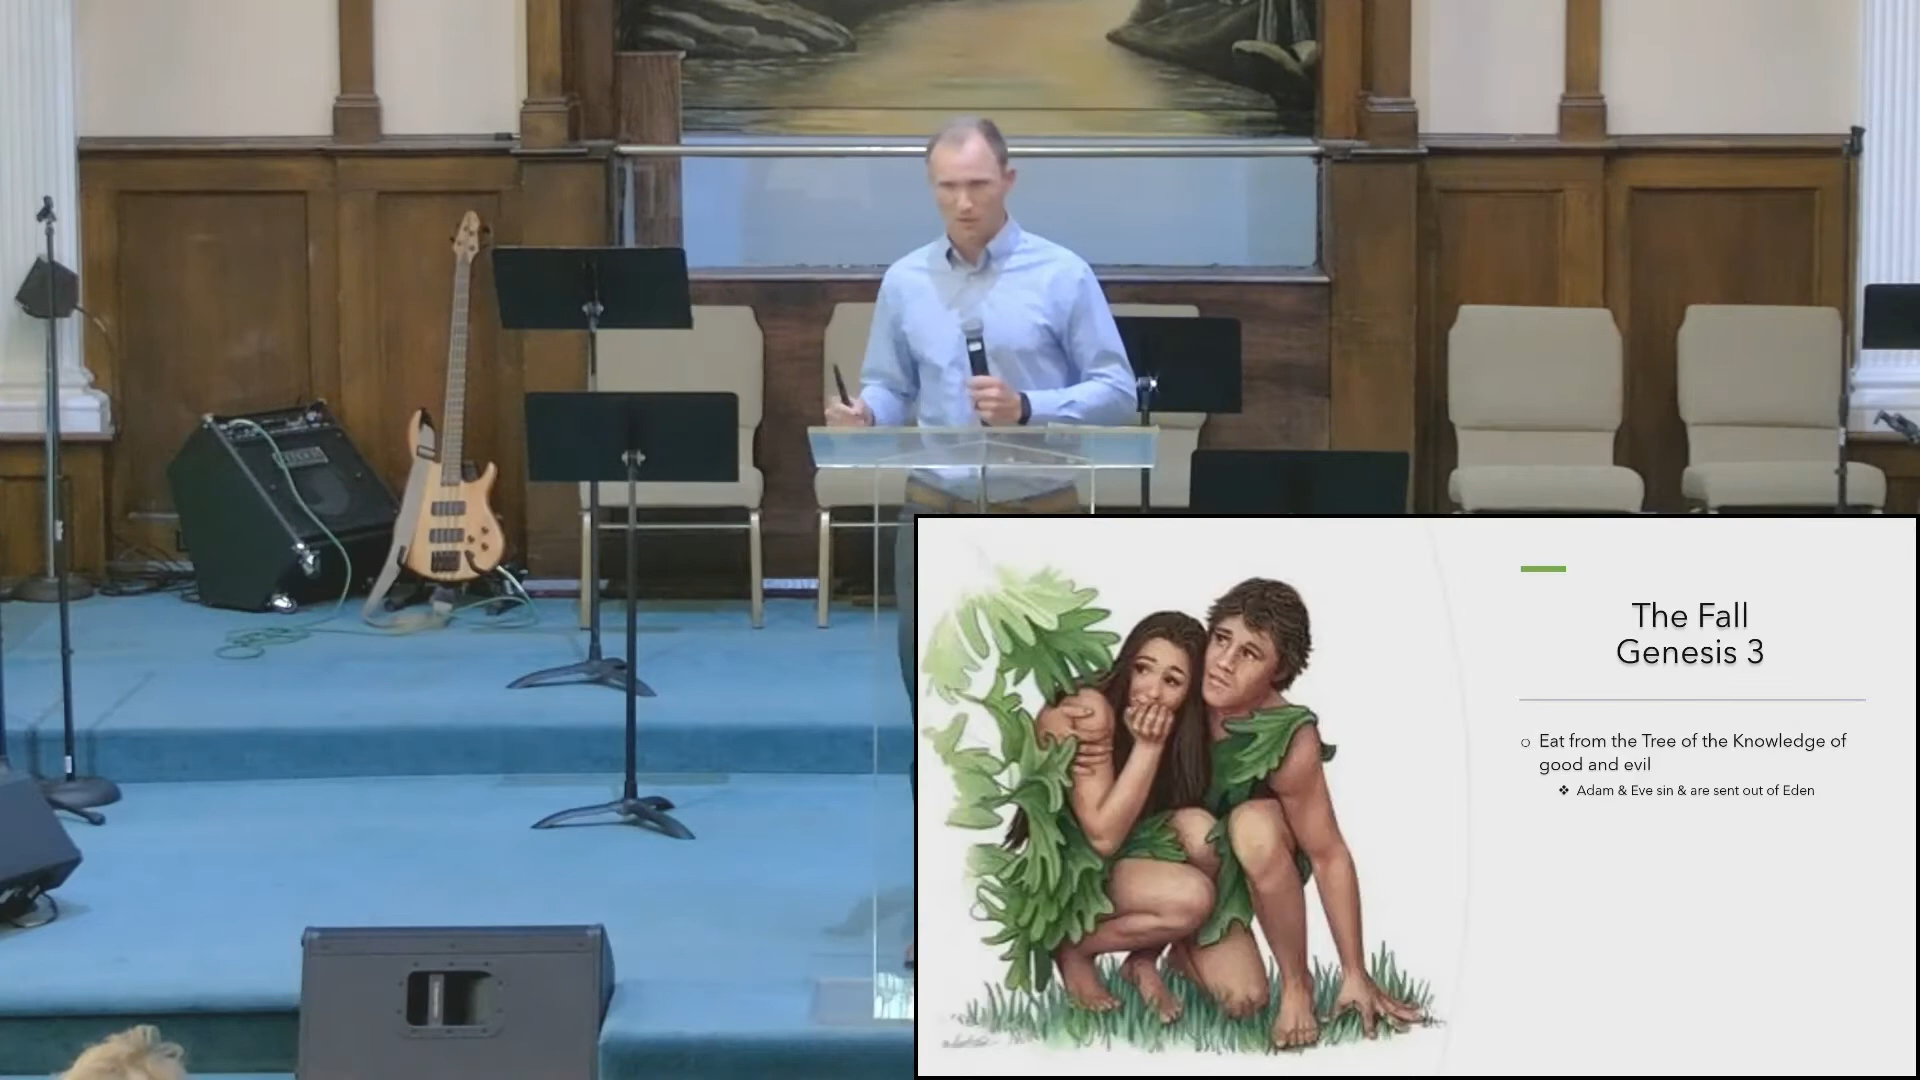 The Fall
Genesis 3
○ Eat from the Tree of the Knowledge of
good and evil
❖ Adam & Eve sin & are sent out of Eden